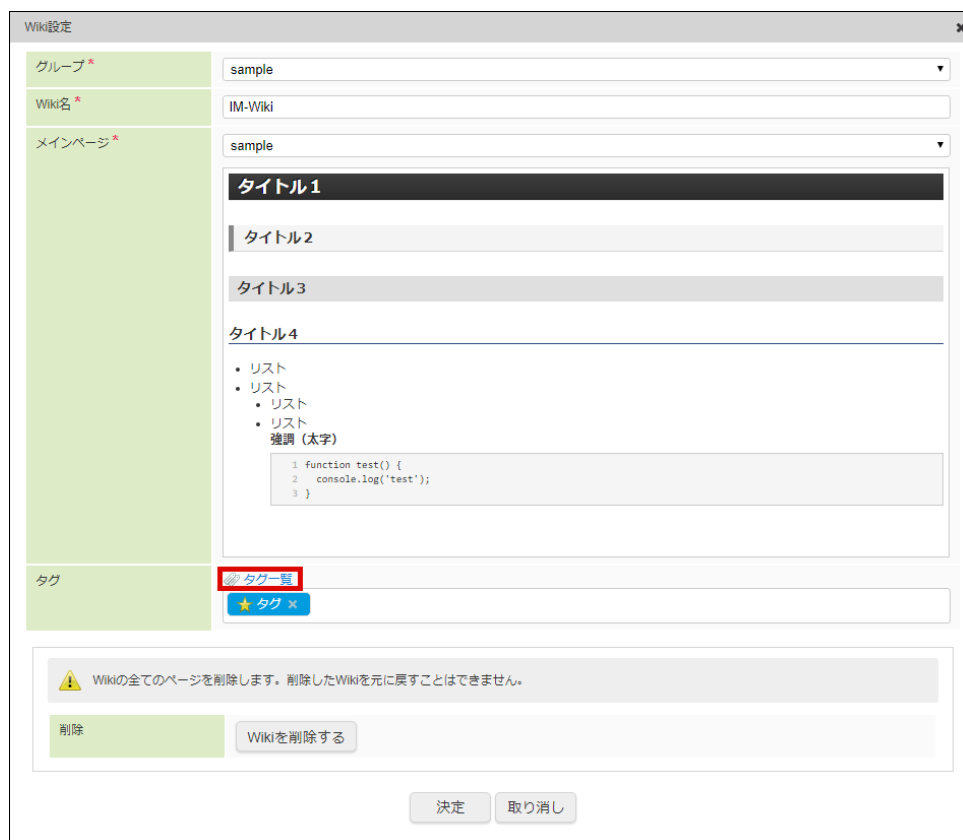 Wiki設定
グループ*
sample
Wiki名*
IM-Wiki
メインページ*
sample
タイトル1
タイトル2
タイトル3
タイトル4
• リスト
• リスト
• リスト
• リスト
強調（太字）
1 function test() {
2 console.log('test');
3 }
タグ
タグ一覧
タグ ×
Wikiの全てのページを削除します。削除したWikiを元に戻すことはできません。
削除
Wikiを削除する
決定 取り消し